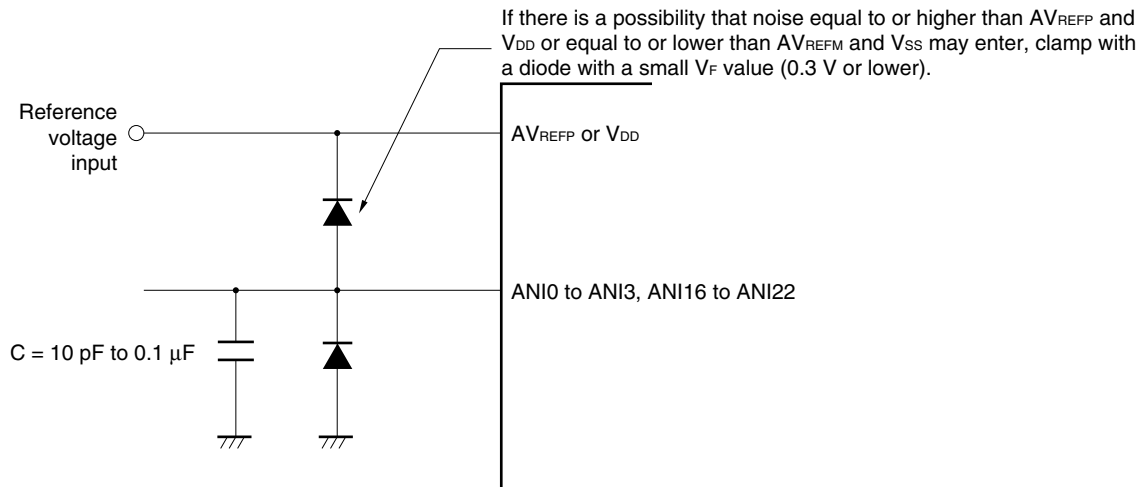 If there is a possibility that noise equal to or higher than AVREFP and
VDD or equal to or lower than AVREFM and VSS may enter, clamp with
a diode with a small VF value (0.3 V or lower).
Reference
voltage
input
AVREFP or VDD
ANI0 to ANI3, ANI16 to ANI22
C = 10 pF to 0.1 μF